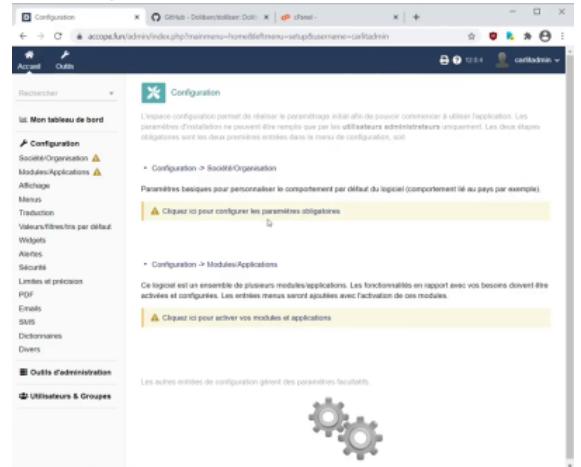 Configuration
GitHub - Dolibarr/dolibarr: Doli
cPanel -
accope.fun/admin/index.php?mainmenu=home&leftmenu=setup&username=carlitadmin
Accueil Outils
12.0.4 carlitadmin
Rechercher
Configuration
L'espace configuration permet de réaliser le paramétrage initial afin de pouvoir commencer à utiliser l'application. Les
paramètres d'installation ne peuvent être remplis que par les utilisateurs administrateurs uniquement. Les deux étapes
obligatoires sont les deux premières entrées dans le menu de configuration, soit
Mon tableau de bord
Configuration
Société/Organisation
Modules/Applications
Affichage
Menus
Traduction
Valeurs/filtres/tris par défaut
Widgets
Alertes
Sécurité
Limites et précision
PDF
Emails
SMS
Dictionnaires
Divers
Outils d'administration
Utilisateurs & Groupes
• Configuration -> Société/Organisation
Paramètres basiques pour personnaliser le comportement par défaut du logiciel (comportement lié au pays par exemple).
Cliquez ici pour configurer les paramètres obligatoires
• Configuration -> Modules/Applications
Ce logiciel est un ensemble de plusieurs modules/applications. Les fonctionnalités en rapport avec vos besoins doivent être
activées et configurées. Les entrées menus seront ajoutées avec l'activation de ces modules.
Cliquez ici pour activer vos modules et applications
Les autres entrées de configuration gèrent des paramètres facultatifs.